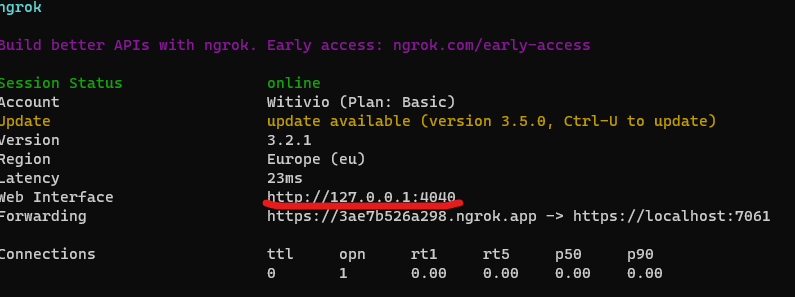 ngrok
Build better APIs with ngrok. Early access: ngrok.com/early-access
Session Status online
Account Witivio (Plan: Basic)
Update update available (version 3.5.0, Ctrl-U to update)
Version 3.2.1
Region Europe (eu)
Latency 23ms
Web Interface http://127.0.0.1:4040
Forwarding https://3ae7b526a298.ngrok.app -> https://localhost:7061
Connections ttl opn rt1 rt5 p50 p90
0 1 0.00 0.00 0.00 0.00